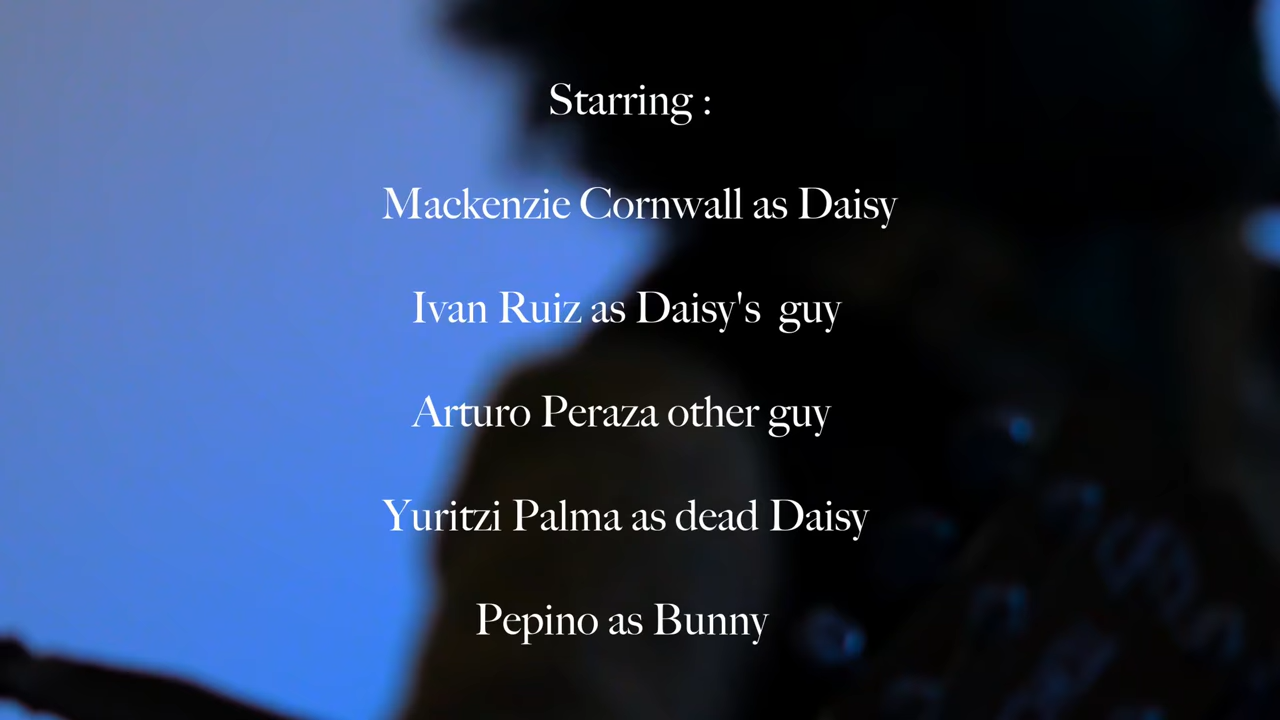 Starring :
Mackenzie Cornwall as Daisy
Ivan Ruiz as Daisy's  guy
Arturo Peraza other guy
Yuritzi Palma as dead Daisy
Pepino as Bunny